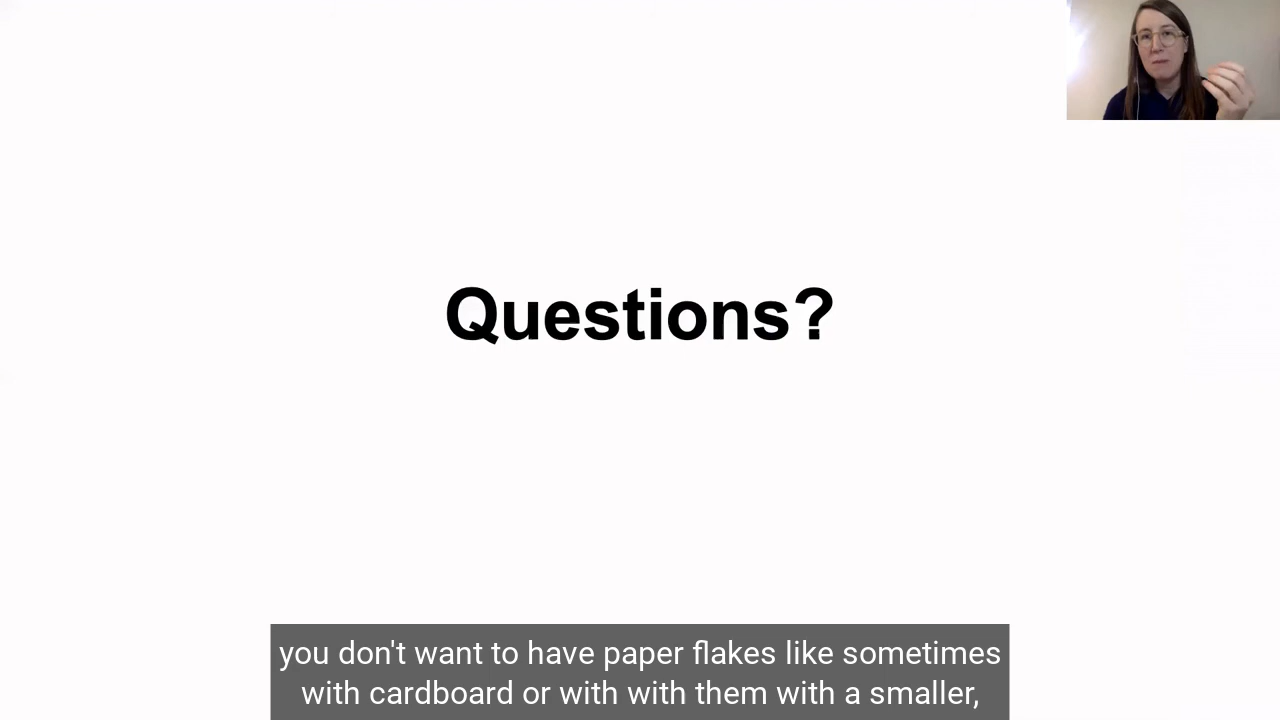 Questions?
you don't want to have paper flakes like sometimes
with cardboard or with with them with a smaller,